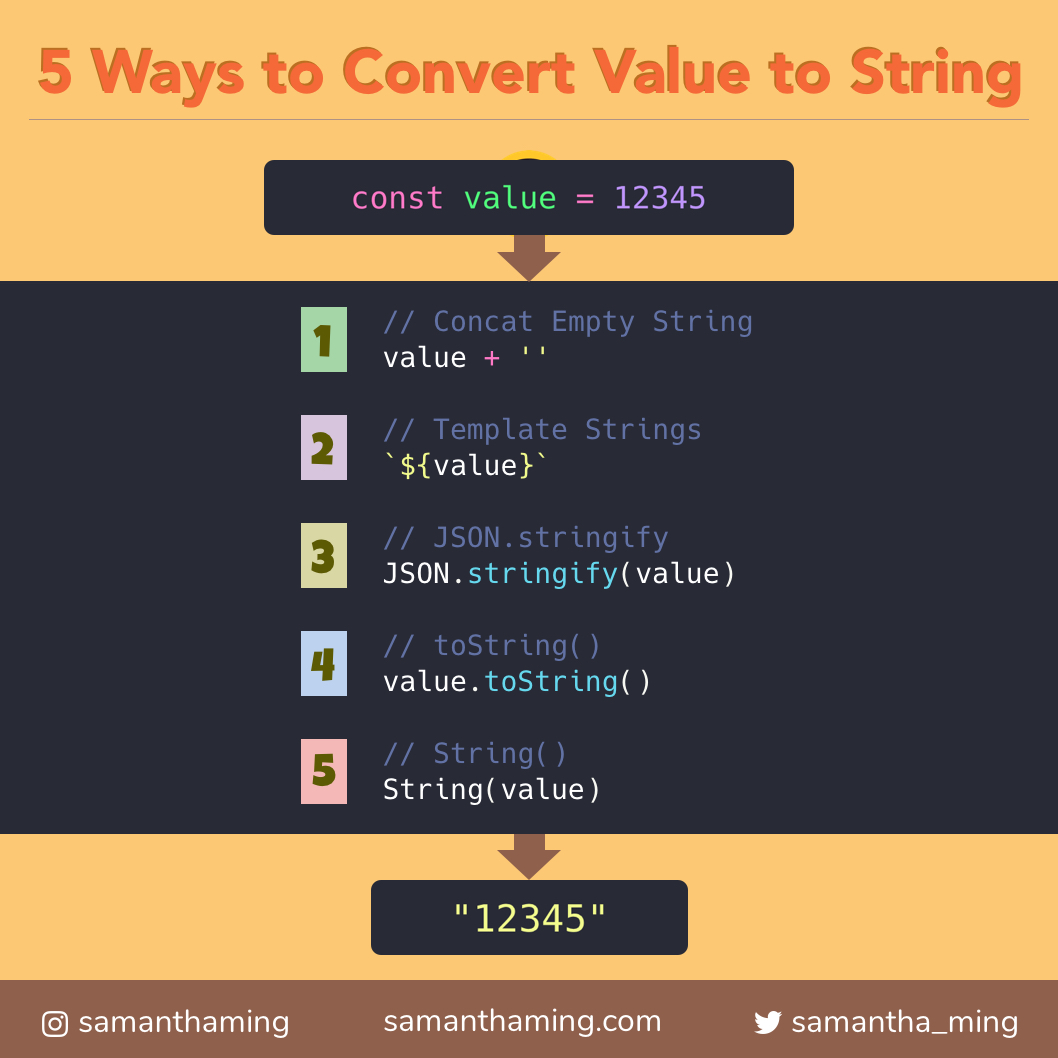 5 Ways to Convert Value to String
const value = 12345
1
// Concat Empty String
value + ''
2
// Template Strings
`${value}`
3
// JSON.stringify
JSON.stringify(value)
4
// toString()
value.toString()
5
// String()
String(value)
"12345"
samanthaming
samanthaming.com
samantha_ming